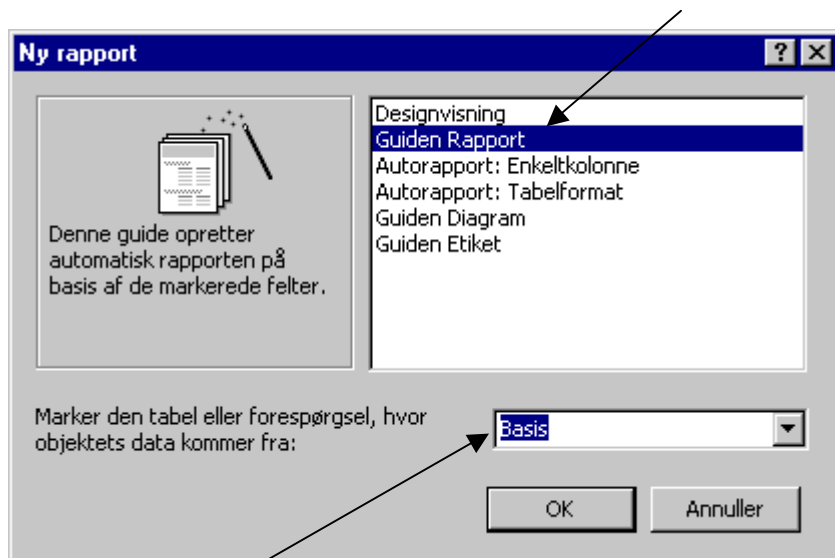 Ny rapport
Designvisning
Guiden Rapport
Autorapport: Enkeltkolonne
Autorapport: Tabelformat
Guiden Diagram
Guiden Etiket
Denne guide opretter
automatisk rapporten på
basis af de markerede felter.
Marker den tabel eller forespørgsel, hvor
objektets data kommer fra:
Basis
OK
Annuller